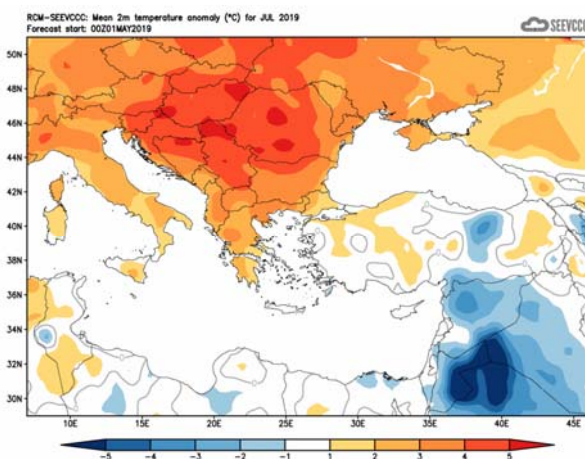 RCM-SEEVCCC: Mean 2m temperature anomaly (°C) for JUL 2019
Forecast start: 00Z01MAY2019
SEEVCCC
50N
48N
46N
44N
42N
40N
38N
36N
34N
32N
30N
10E 15E 20E 25E 30E 35E 40E 45E
-5 -4 -3 -2 -1 1 2 3 4 5